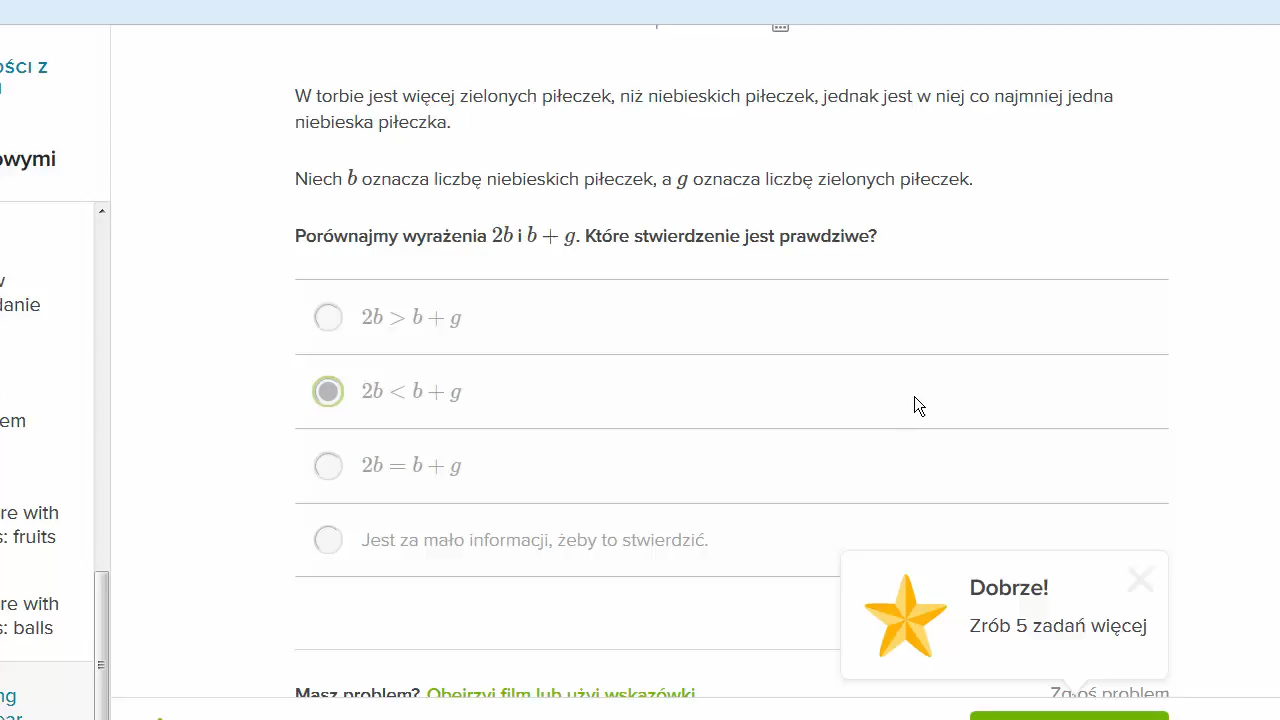 OŚCI Z
owymi
w
danie
em
re with
s: fruits
re with
s: balls
ng
W torbie jest więcej zielonych piłeczek, niż niebieskich piłeczek, jednak jest w niej co najmniej jedna
niebieska piłeczka.
Niech b oznacza liczbę niebieskich piłeczek, a g oznacza liczbę zielonych piłeczek.
Porównajmy wyrażenia 2b i b + g. Które stwierdzenie jest prawdziwe?
2b > b + g
2b < b + g
2b = b + g
Jest za mało informacji, żeby to stwierdzić.
Dobrze!
Zrób 5 zadań więcej
Masz problem? Obejrzyj film lub użyj wskazówki
Zgłoś problem